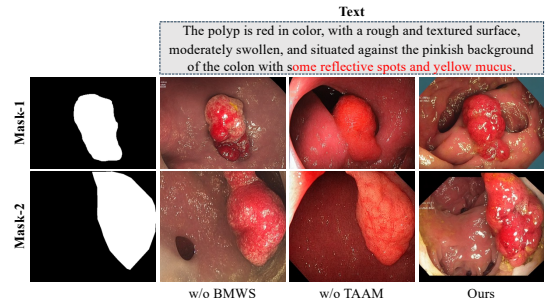 Text
The polyp is red in color, with a rough and textured surface,
moderately swollen, and situated against the pinkish background
of the colon with some reflective spots and yellow mucus.
Mask-1
Mask-2
w/o BMWS
w/o TAAM
Ours